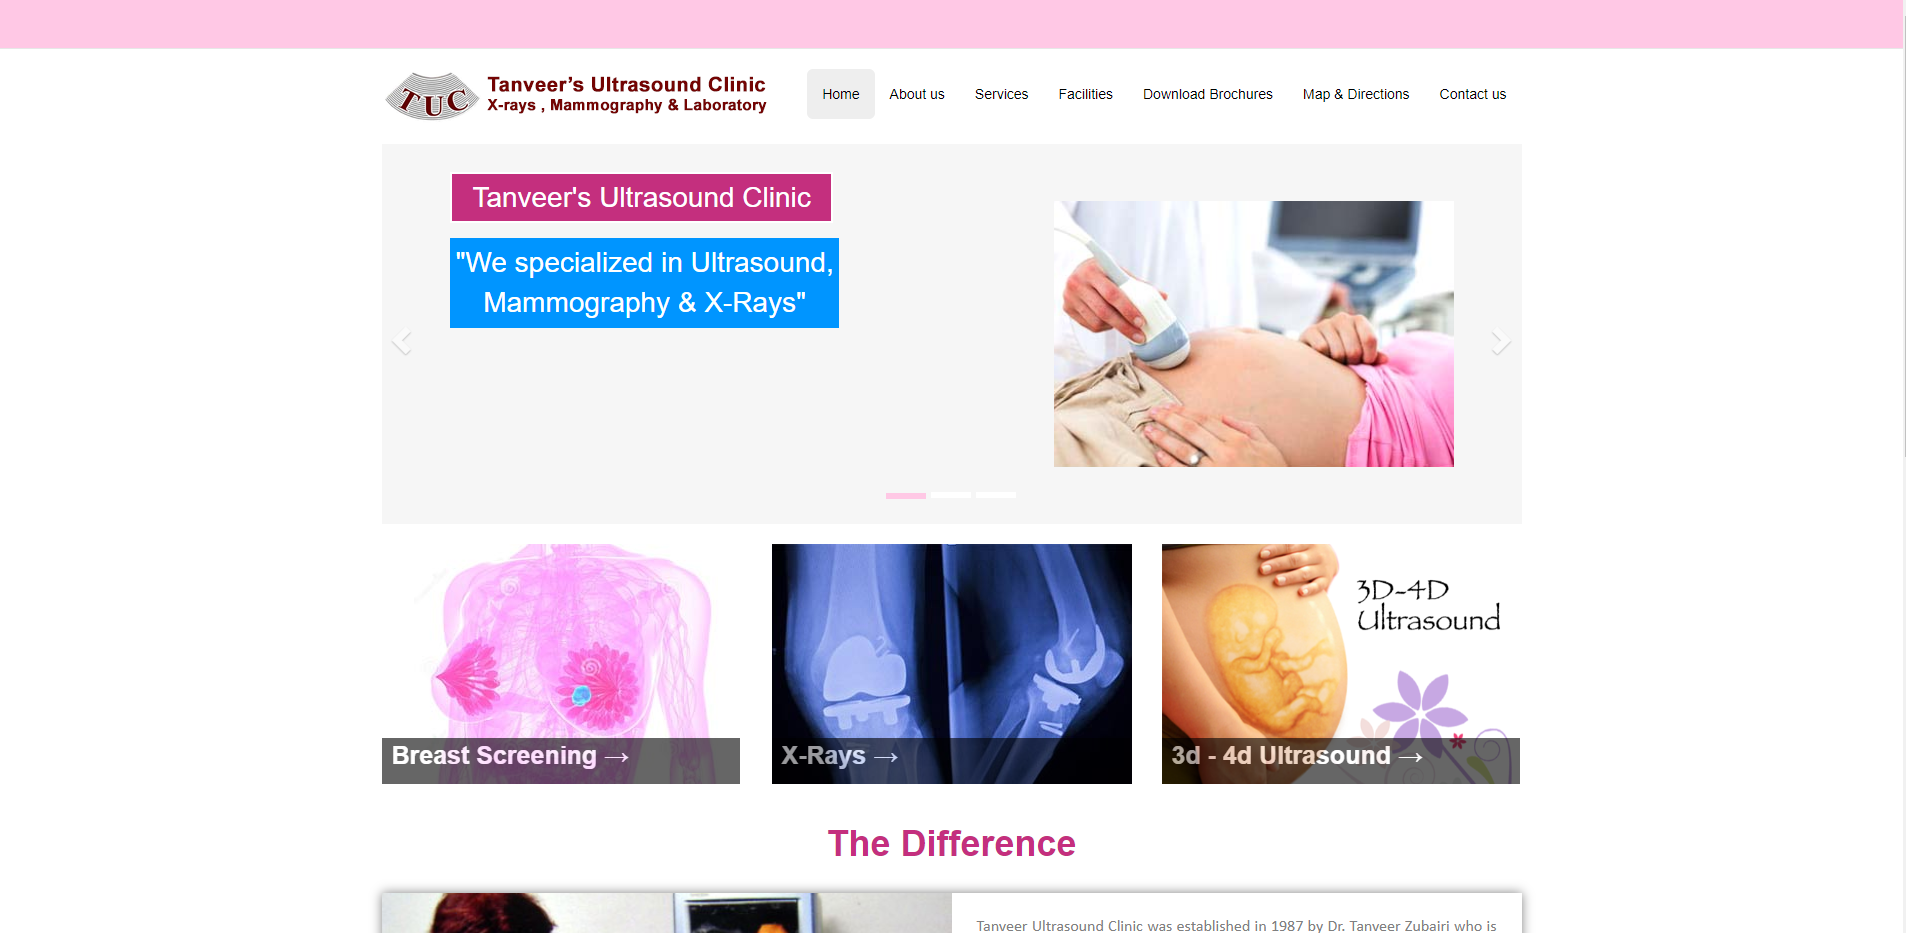 TUC
Tanveer’s Ultrasound Clinic
X-rays , Mammography & Laboratory
Home About us Services Facilities Download Brochures Map & Directions Contact us
Tanveer's Ultrasound Clinic
"We specialized in Ultrasound,
Mammography & X-Rays"
3D-4D
Ultrasound
Breast Screening →
X-Rays →
3d - 4d Ultrasound →
The Difference
Tanveer Ultrasound Clinic was established in 1987 by Dr. Tanveer Zubairi who is